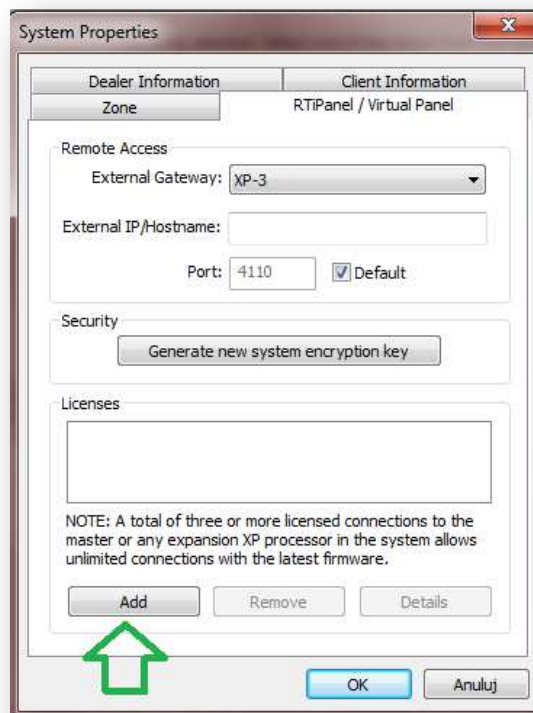 System Properties
Dealer Information Client Information
Zone RTiPanel / Virtual Panel
Remote Access
External Gateway: XP-3
External IP/Hostname:
Port: 4110 Default
Security
Generate new system encryption key
Licenses
NOTE: A total of three or more licensed connections to the
master or any expansion XP processor in the system allows
unlimited connections with the latest firmware.
Add Remove Details
OK Anuluj